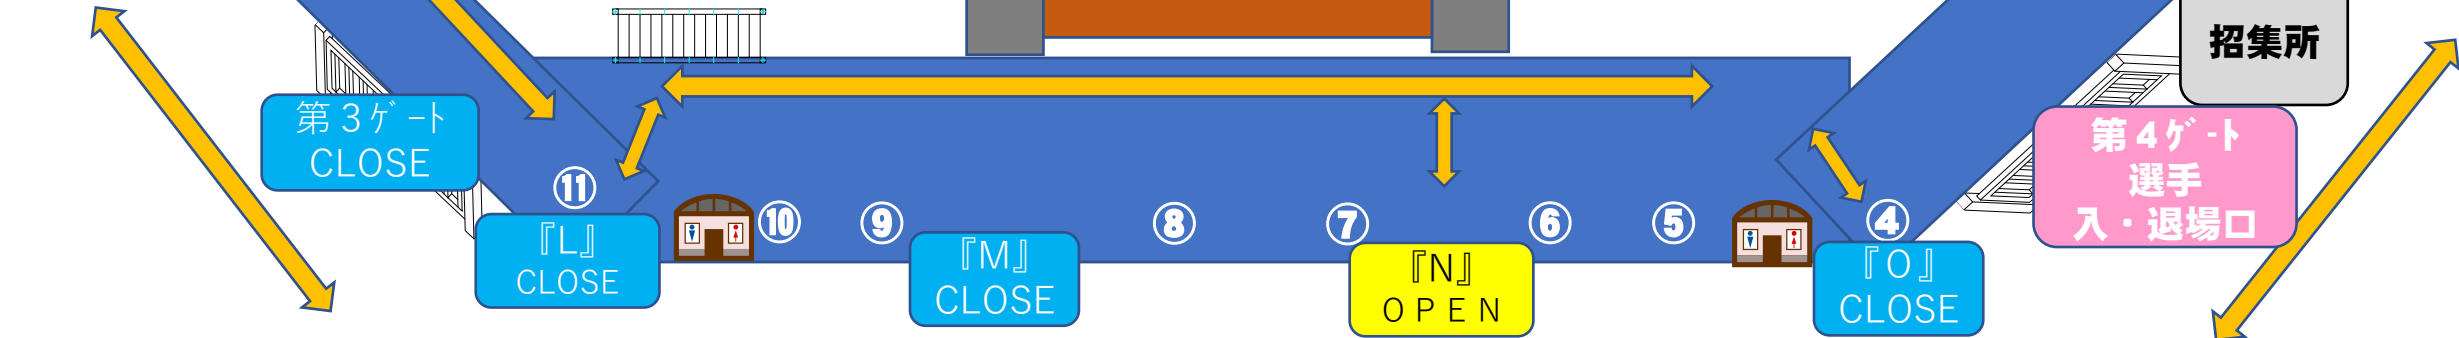 招集所
第3ｹﾞｰﾄ
CLOSE
第4ｹﾞｰﾄ
選手
入・退場口
⑪
⑩
⑨
⑧
⑦
⑥
⑤
④
『L』
CLOSE
『M』
CLOSE
『N』
ＯＰＥＮ
『O』
CLOSE